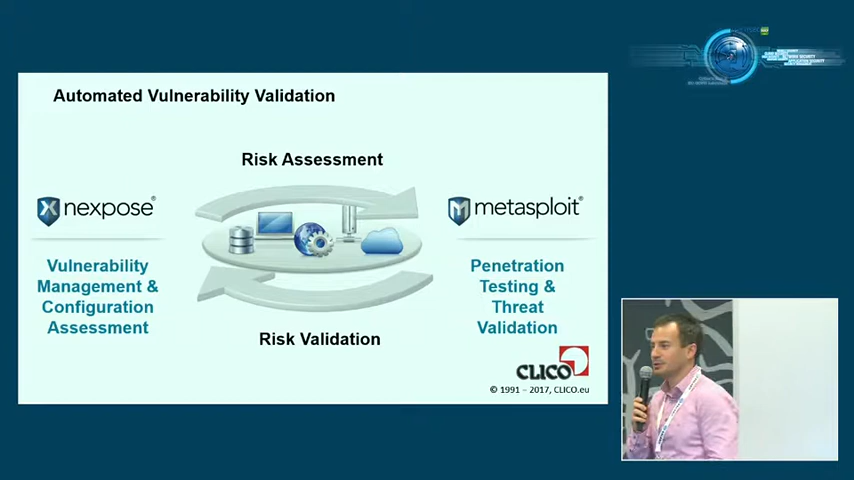 Automated Vulnerability Validation
Risk Assessment
nexpose®
metasploit®
Vulnerability
Management &
Configuration
Assessment
Penetration
Testing &
Threat
Validation
Risk Validation
CLICO
© 1991 – 2017, CLICO.eu